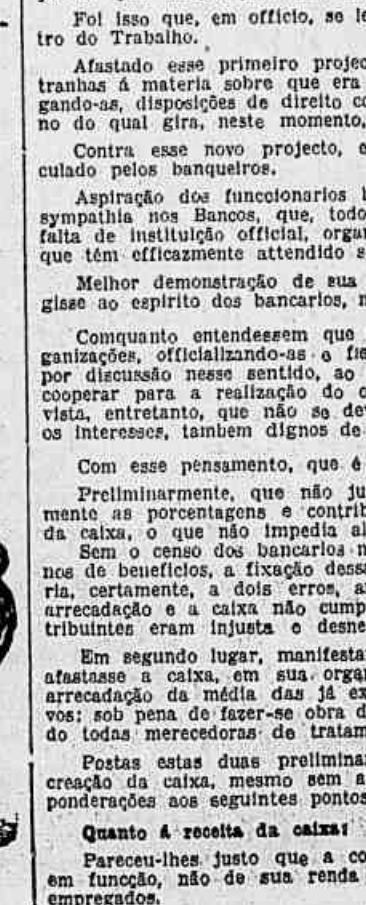 Foi isso que, em officio, se le
tro do Trabalho.
Afastado esse primeiro projec
tranhas á materia sobre que era
gando-as, disposições de direito co
no do qual gira, neste momento,
Contra esse novo projecto, e
culado pelos banqueiros.
Aspiração dos funccionarios b
sympathia nos Bancos, que, todo
falta de instituição official, organ
que têm efficazmente attendido s
Melhor demonstração de sua
gisse ao espirito dos bancarios, n
Comquanto entendessem que
ganizações, officializando-as e fis
por discussão nesse sentido, ao
cooperar para a realização do d
vista, entretanto, que não se dev
os interesses, tambem dignos de
Com esse pensamento, que é
Preliminarmente, que não ju
mente as porcentagens e contrib
da caixa, o que não impedia al
Sem o censo dos bancarios n
nos de beneficios, a fixação dessa
ria, certamente, a dois erros, a
arrecadação e a caixa não cump
tribuintes eram injusta e desne
Em segundo lugar, manifesta
afastasse a caixa, em sua organ
arrecadação da média das já ex
vos; sob pena de fazer-se obra d
do todas merecedoras de tratam
Postas estas duas preliminar
creação da caixa, mesmo sem a
ponderações aos seguintes pontos
Quanto á receita da caixa:
Pareceu-lhes justo que a co
em funcção, não de sua renda
empregados.